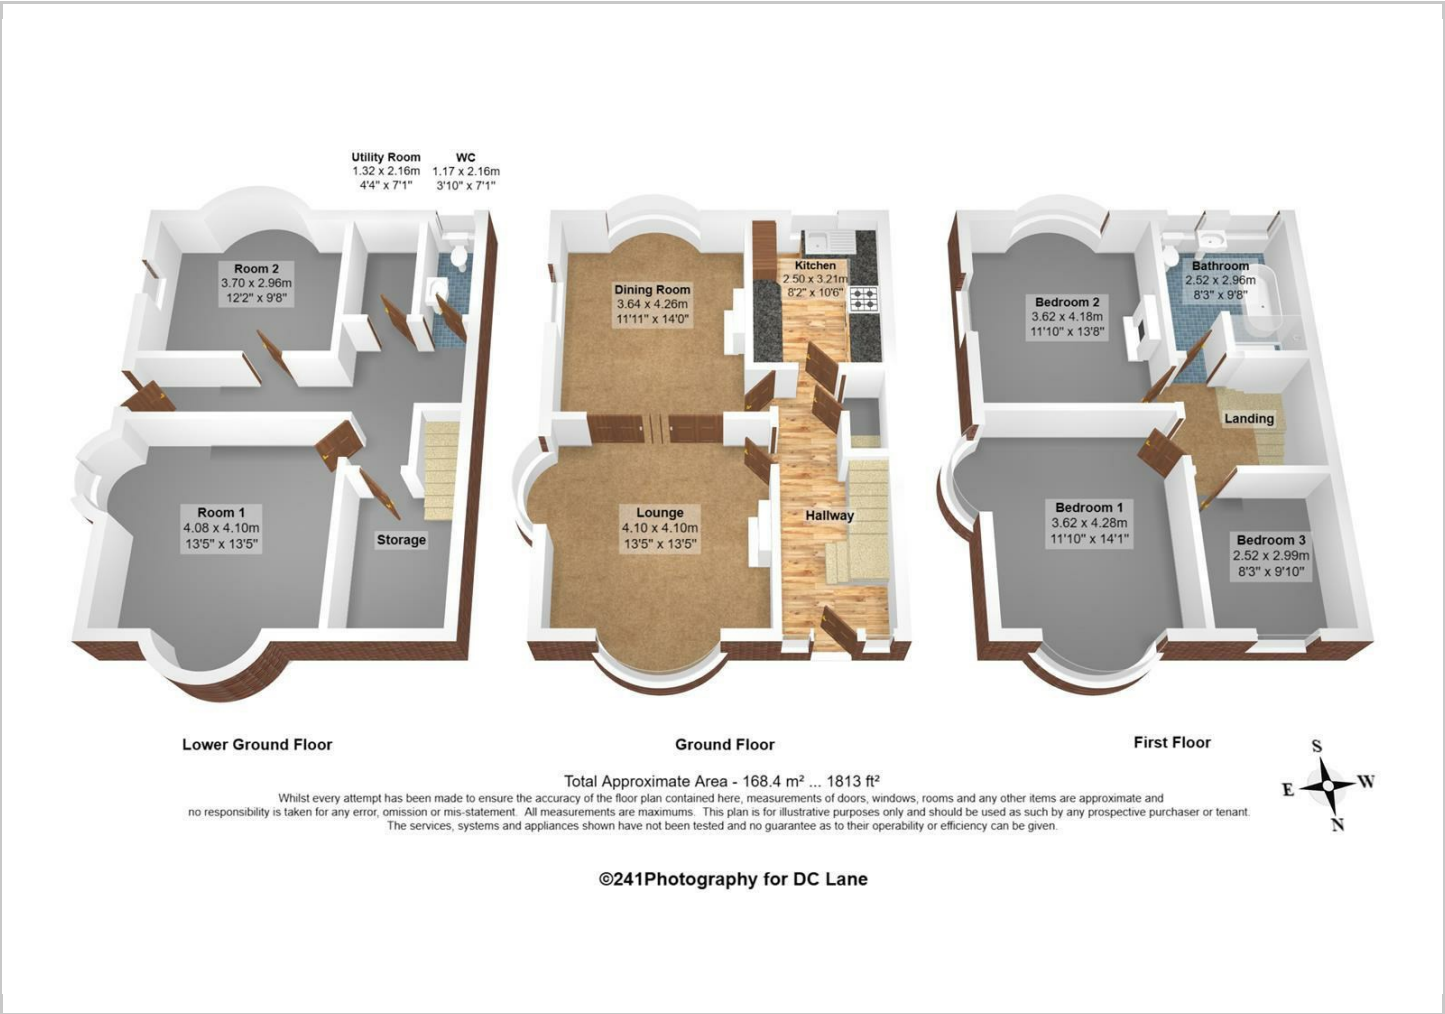 Utility Room
1.32 x 2.16m
4'4" x 7'1"
WC
1.17 x 2.16m
3'10" x 7'1"
Room 2
3.70 x 2.96m
12'2" x 9'8"
Room 1
4.08 x 4.10m
13'5" x 13'5"
Storage
Dining Room
3.64 x 4.26m
11'11" x 14'0"
Kitchen
2.50 x 3.21m
8'2" x 10'6"
Lounge
4.10 x 4.10m
13'5" x 13'5"
Hallway
Bedroom 2
3.62 x 4.18m
11'10" x 13'8"
Bathroom
2.52 x 2.96m
8'3" x 9'8"
Landing
Bedroom 1
3.62 x 4.28m
11'10" x 14'1"
Bedroom 3
2.52 x 2.99m
8'3" x 9'10"
Lower Ground Floor
Ground Floor
First Floor
S
E
W
N
Total Approximate Area - 168.4 m² ... 1813 ft²
Whilst every attempt has been made to ensure the accuracy of the floor plan contained here, measurements of doors, windows, rooms and any other items are approximate and
no responsibility is taken for any error, omission or mis-statement. All measurements are maximums. This plan is for illustrative purposes only and should be used as such by any prospective purchaser or tenant.
The services, systems and appliances shown have not been tested and no guarantee as to their operability or efficiency can be given.
©241Photography for DC Lane